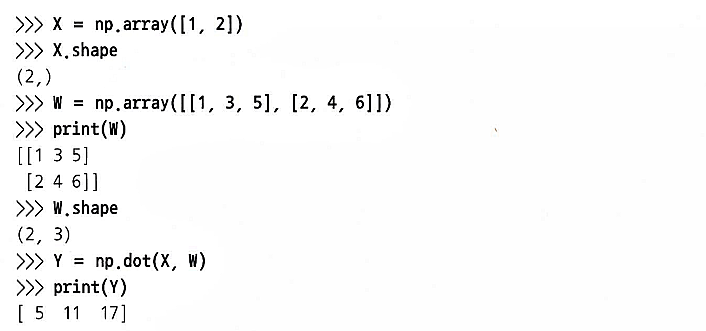 >>> X = np.array([1, 2])
>>> X.shape
(2,)
>>> W = np.array([[1, 3, 5], [2, 4, 6]])
>>> print(W)
[[1 3 5]
 [2 4 6]]
>>> W.shape
(2, 3)
>>> Y = np.dot(X, W)
>>> print(Y)
[ 5  11  17]